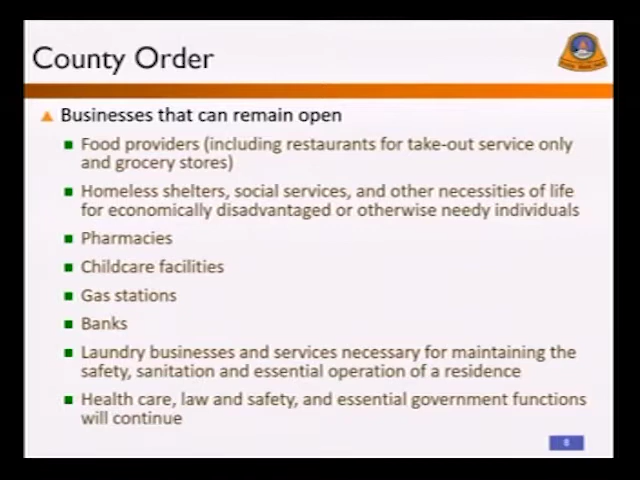 County Order
Businesses that can remain open
Food providers (including restaurants for take-out service only
and grocery stores)
Homeless shelters, social services, and other necessities of life
for economically disadvantaged or otherwise needy individuals
Pharmacies
Childcare facilities
Gas stations
Banks
Laundry businesses and services necessary for maintaining the
safety, sanitation and essential operation of a residence
Health care, law and safety, and essential government functions
will continue